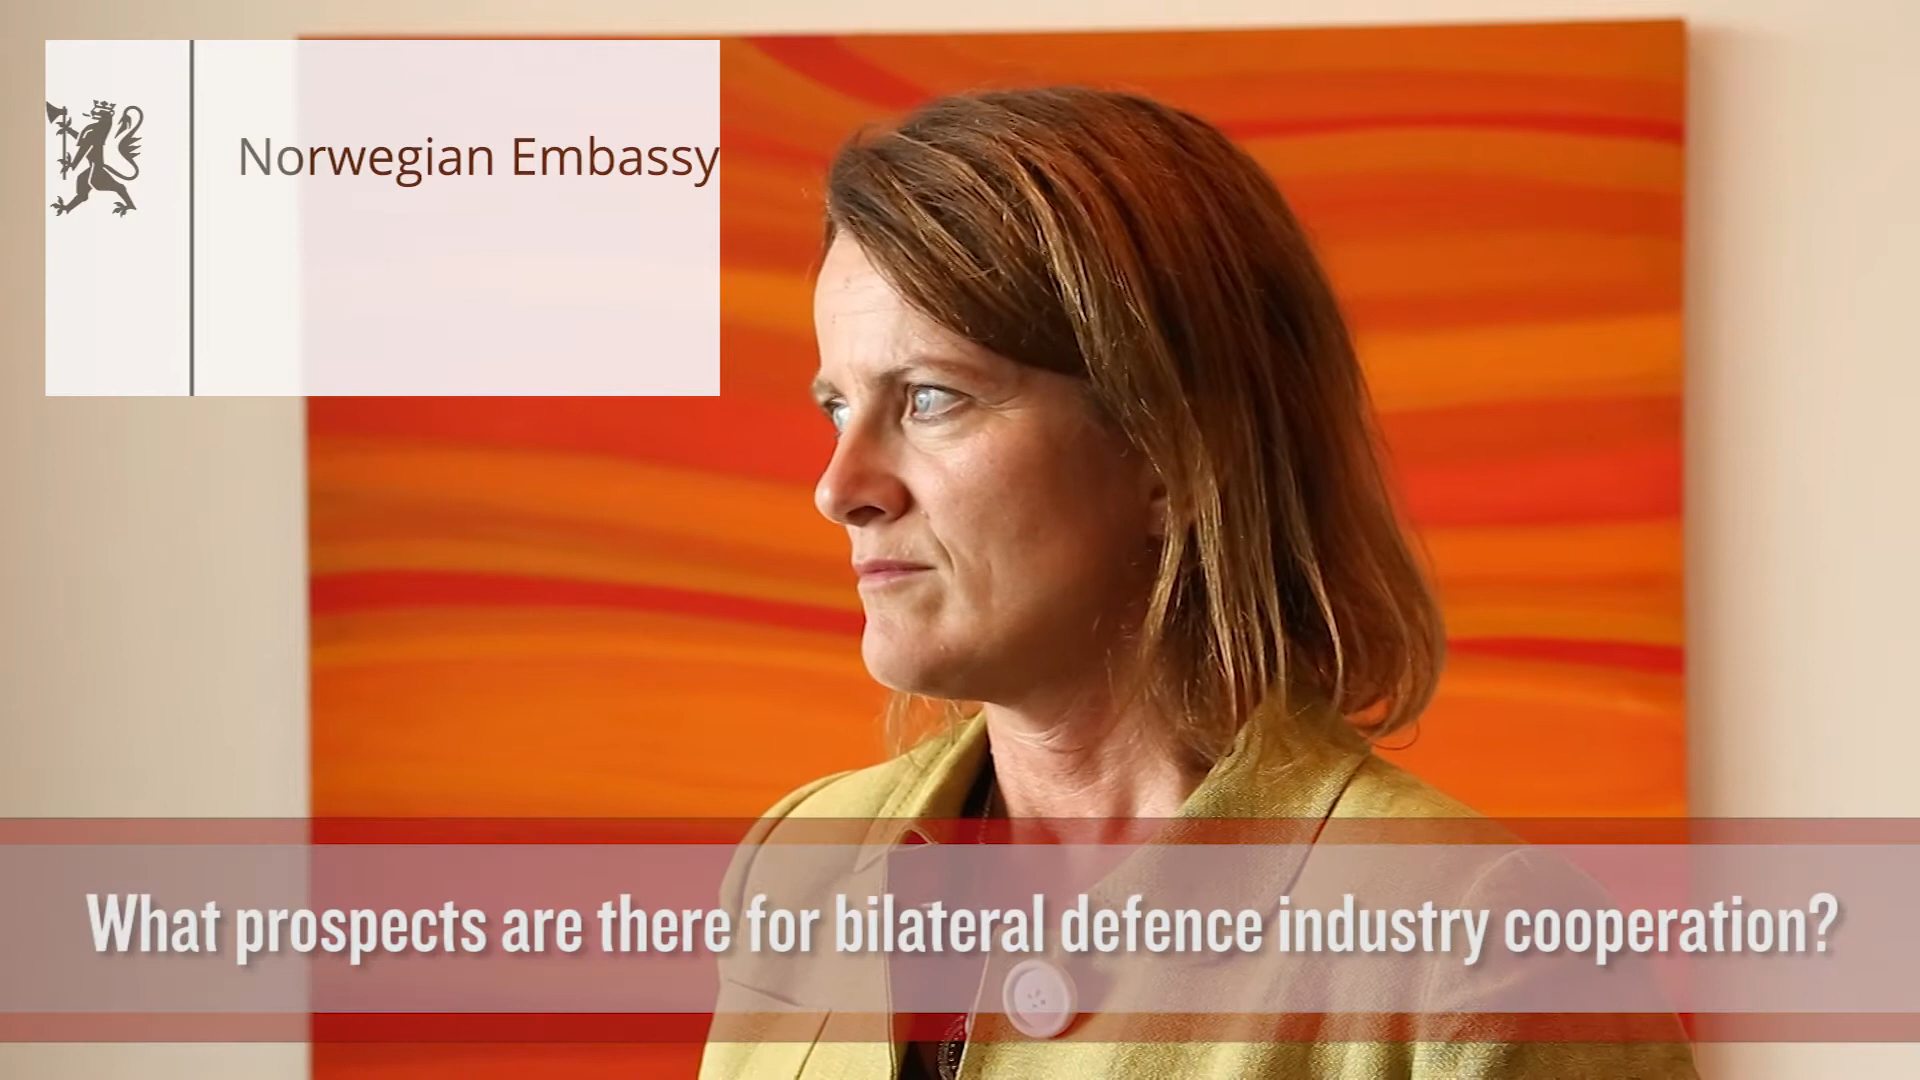 Norwegian Embassy
What prospects are there for bilateral defence industry cooperation?